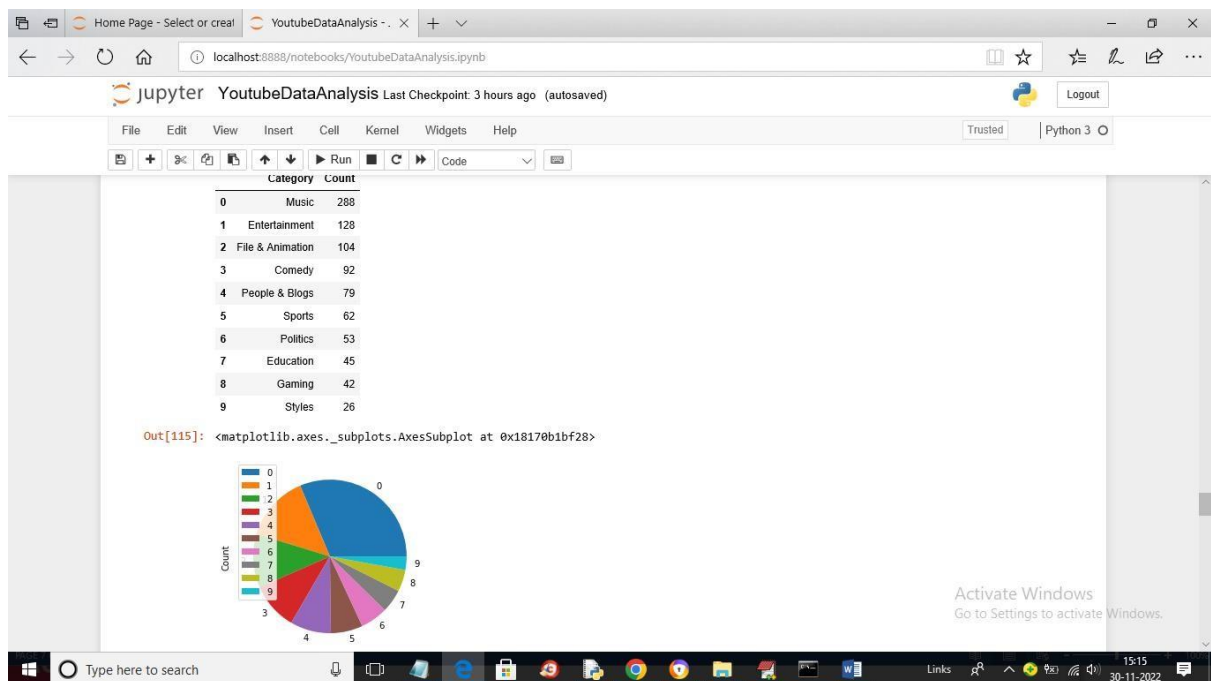 Home Page - Select or creat YoutubeDataAnalysis - .
localhost:8888/notebooks/YoutubeDataAnalysis.ipynb
jupyter YoutubeDataAnalysis Last Checkpoint: 3 hours ago (autosaved)
Logout
File Edit View Insert Cell Kernel Widgets Help
Trusted Python 3
Run Code
Category Count
0 Music 288
1 Entertainment 128
2 File & Animation 104
3 Comedy 92
4 People & Blogs 79
5 Sports 62
6 Politics 53
7 Education 45
8 Gaming 42
9 Styles 26
Out[115]: <matplotlib.axes._subplots.AxesSubplot at 0x18170b1bf28>
0
1
2
3
4
5
6
7
8
9
Count
0
9
8
7
6
5
4
3
Activate Windows
Go to Settings to activate Windows.
Type here to search
Links
15:15
30-11-2022